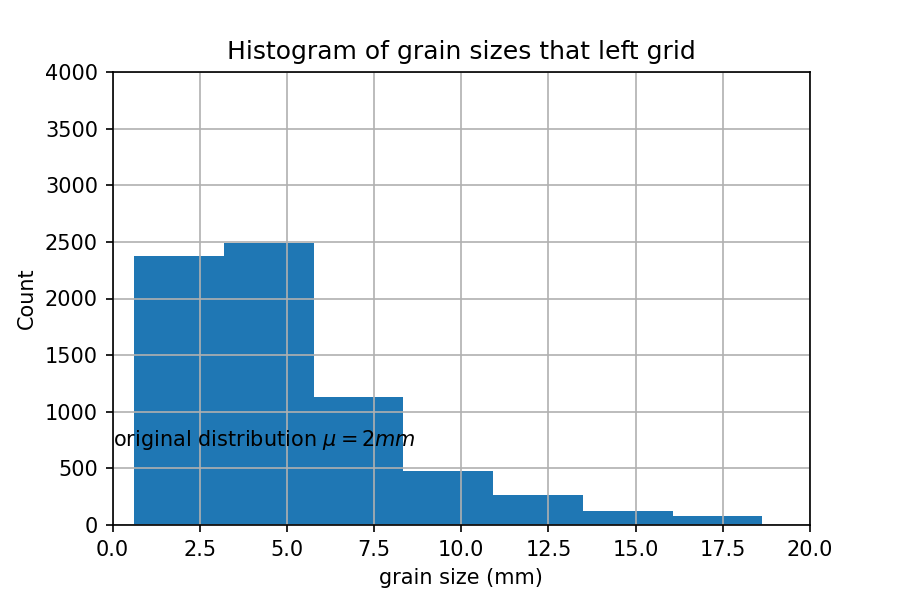 Histogram of grain sizes that left grid
4000
3500
3000
2500
2000
1500
1000
500
0
Count
original distribution μ = 2mm
0.0 2.5 5.0 7.5 10.0 12.5 15.0 17.5 20.0
grain size (mm)